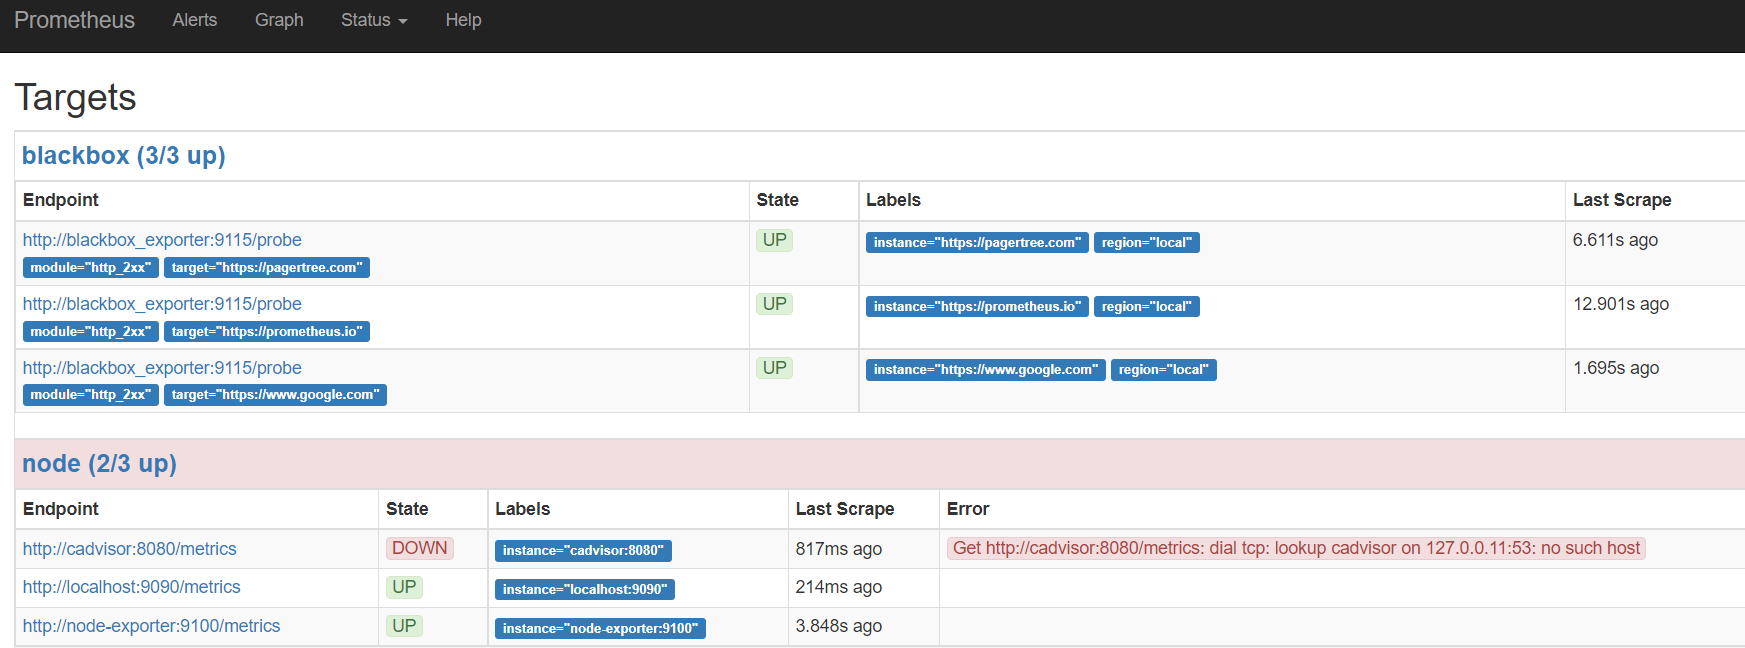 Prometheus Alerts Graph Status Help
Targets
blackbox (3/3 up)
Endpoint State Labels Last Scrape
http://blackbox_exporter:9115/probe UP instance="https://pagertree.com" region="local" 6.611s ago
module="http_2xx" target="https://pagertree.com"
http://blackbox_exporter:9115/probe UP instance="https://prometheus.io" region="local" 12.901s ago
module="http_2xx" target="https://prometheus.io"
http://blackbox_exporter:9115/probe UP instance="https://www.google.com" region="local" 1.695s ago
module="http_2xx" target="https://www.google.com"
node (2/3 up)
Endpoint State Labels Last Scrape Error
http://cadvisor:8080/metrics DOWN instance="cadvisor:8080" 817ms ago Get http://cadvisor:8080/metrics: dial tcp: lookup cadvisor on 127.0.0.11:53: no such host
http://localhost:9090/metrics UP instance="localhost:9090" 214ms ago
http://node-exporter:9100/metrics UP instance="node-exporter:9100" 3.848s ago